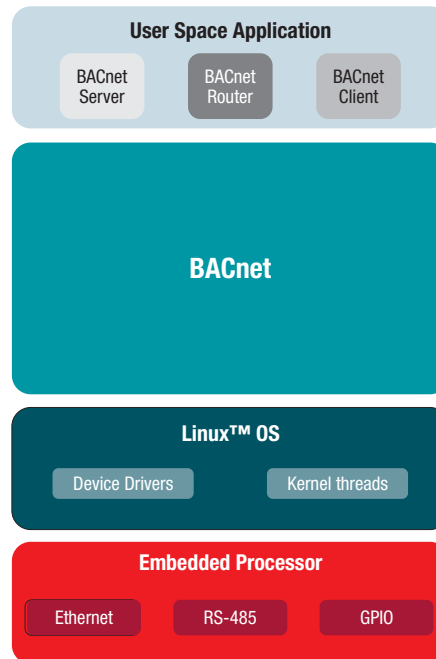 User Space Application
BACnet BACnet BACnet
Server Router Client
BACnet
Linux™ OS
Device Drivers Kernel threads
Embedded Processor
Ethernet RS-485 GPIO